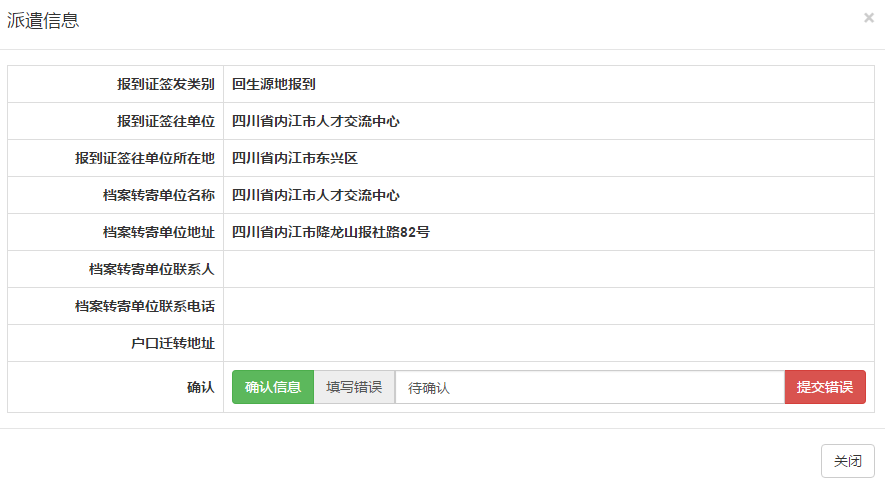 派遣信息
×
报到证签发类别 回生源地报到
报到证签往单位 四川省内江市人才交流中心
报到证签往单位所在地 四川省内江市东兴区
档案转寄单位名称 四川省内江市人才交流中心
档案转寄单位地址 四川省内江市降龙山报社路82号
档案转寄单位联系人
档案转寄单位联系电话
户口迁转地址
确认 确认信息 填写错误 待确认 提交错误
关闭